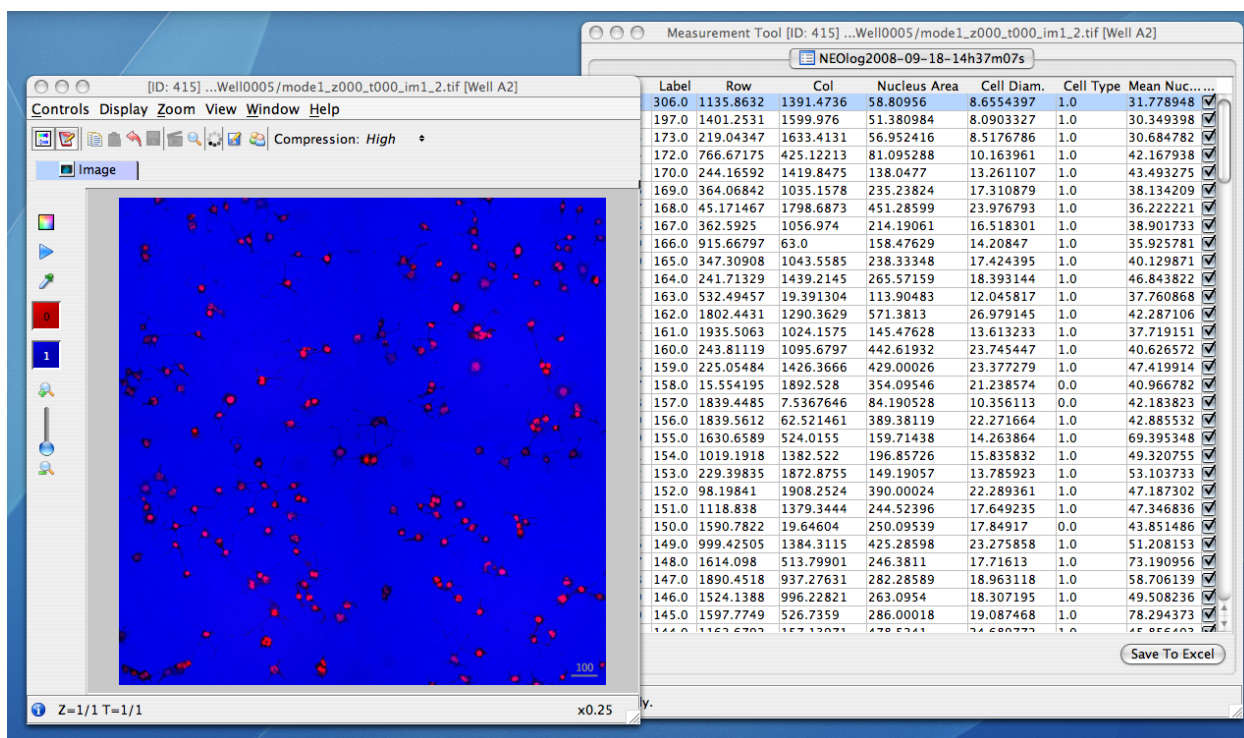 Measurement Tool [ID: 415] ...Well0005/mode1_z000_t000_im1_2.tif [Well A2]
NEOlog2008-09-18-14h37m07s
Label Row Col Nucleus Area Cell Diam. Cell Type Mean Nuc... ...
306.0 1135.8632 1391.4736 58.80956 8.6554397 1.0 31.778948
197.0 1401.2531 1599.976 51.380984 8.0903327 1.0 30.349398
173.0 219.04347 1633.4131 56.952416 8.5176786 1.0 30.684782
172.0 766.67175 425.12213 81.095288 10.163961 1.0 42.167938
170.0 244.16592 1419.8475 138.0477 13.261107 1.0 43.493275
169.0 364.06842 1035.1578 235.23824 17.310879 1.0 38.134209
168.0 45.171467 1798.6873 451.28599 23.976793 1.0 36.222221
167.0 362.5925 1056.974 214.19061 16.518301 1.0 38.901733
166.0 915.66797 63.0 158.47629 14.20847 1.0 35.925781
165.0 347.30908 1043.5585 238.33348 17.424395 1.0 40.129871
164.0 241.71329 1439.2145 265.57159 18.393144 1.0 46.843822
163.0 532.49457 19.391304 113.90483 12.045817 1.0 37.760868
162.0 1802.4431 1290.3629 571.3813 26.979145 1.0 42.287106
161.0 1935.5063 1024.1575 145.47628 13.613233 1.0 37.719151
160.0 243.81119 1095.6797 442.61932 23.745447 1.0 40.626572
159.0 225.05484 1426.3666 429.00026 23.377279 1.0 47.419914
158.0 15.554195 1892.528 354.09546 21.238574 0.0 40.966782
157.0 1839.4485 7.5367646 84.190528 10.356113 0.0 42.183823
156.0 1839.5612 62.521461 389.38119 22.271664 1.0 42.885532
155.0 1630.6589 524.0155 159.71438 14.263864 1.0 69.395348
154.0 1019.1918 1382.522 196.85726 15.835832 1.0 49.320755
153.0 229.39835 1872.8755 149.19057 13.785923 1.0 53.103733
152.0 98.19841 1908.2524 390.00024 22.289361 1.0 47.187302
151.0 1118.838 1379.3444 244.52396 17.649235 1.0 47.346836
150.0 1590.7822 19.64604 250.09539 17.84917 0.0 43.851486
149.0 999.42505 1384.3115 425.28598 23.275858 1.0 51.208153
148.0 1614.098 513.79901 246.3811 17.71613 1.0 73.190956
147.0 1890.4518 937.27631 282.28589 18.963118 1.0 58.706139
146.0 1524.1388 996.22821 263.0954 18.307195 1.0 49.508236
145.0 1597.7749 526.7359 286.00018 19.087468 1.0 78.294373
Save To Excel
ly.
[ID: 415] ...Well0005/mode1_z000_t000_im1_2.tif [Well A2]
Controls Display Zoom View Window Help
Compression: High
Image
0
1
100
Z=1/1 T=1/1
x0.25